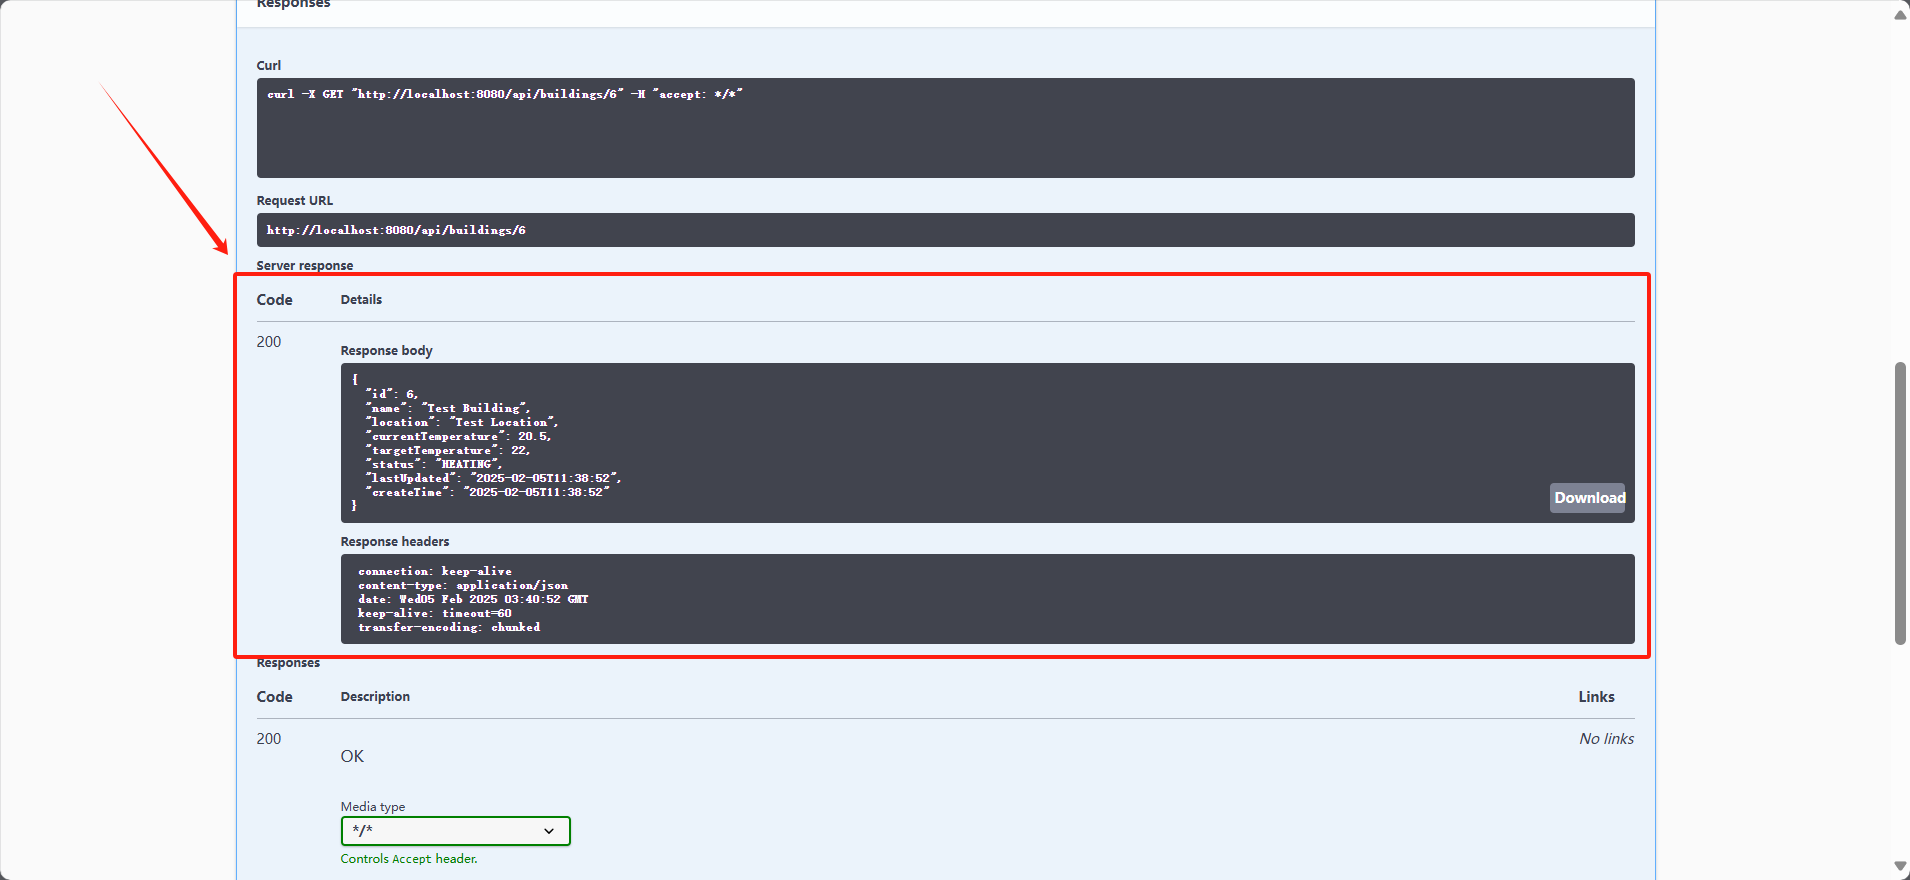 Responses
Curl
curl -X GET "http://localhost:8080/api/buildings/6" -H "accept: */*"
Request URL
http://localhost:8080/api/buildings/6
Server response
Code Details
200
Response body
{
  "id": 6,
  "name": "Test Building",
  "location": "Test Location",
  "currentTemperature": 20.5,
  "targetTemperature": 22,
  "status": "HEATING",
  "lastUpdated": "2025-02-05T11:38:52",
  "createTime": "2025-02-05T11:38:52"
}
Download
Response headers
connection: keep-alive
content-type: application/json
date: Wed05 Feb 2025 03:40:52 GMT
keep-alive: timeout=60
transfer-encoding: chunked
Responses
Code Description Links
200 No links
OK
Media type
*/*
Controls Accept header.